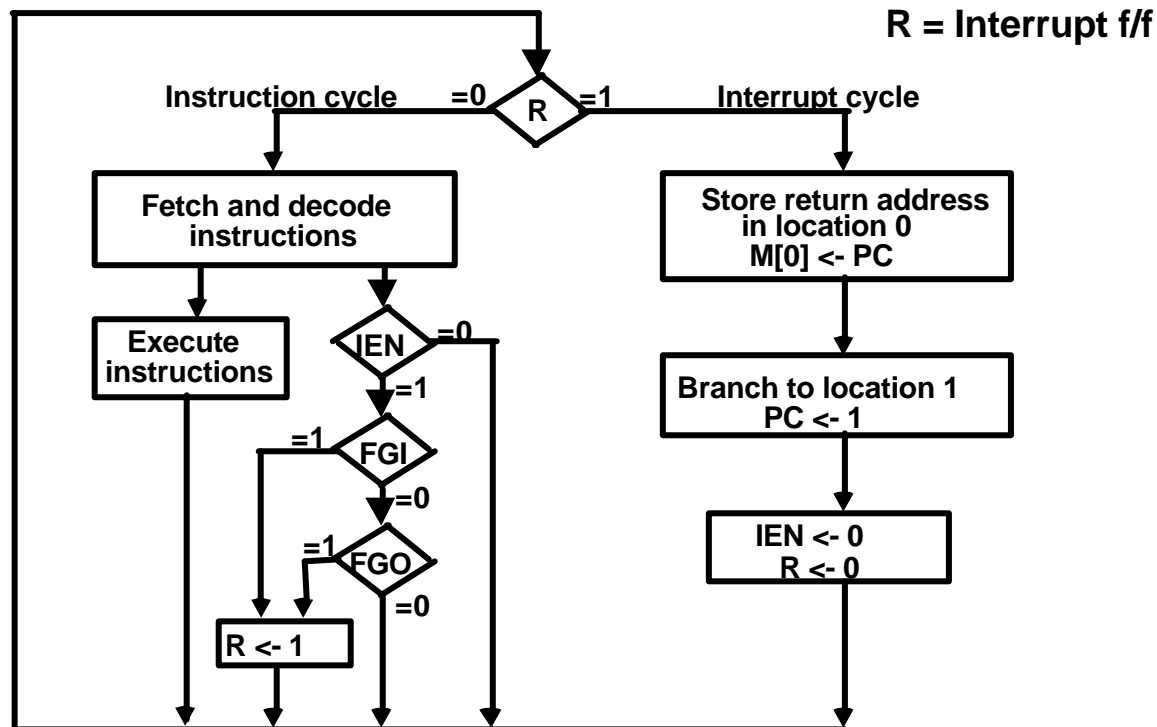 R = Interrupt f/f
Instruction cycle
=0
R
=1
Interrupt cycle
Fetch and decode
instructions
Store return address
in location 0
M[0] <- PC
Execute
instructions
IEN
=0
=1
Branch to location 1
PC <- 1
=1
FGI
=0
=1
FGO
=0
IEN <- 0
R <- 0
R <- 1